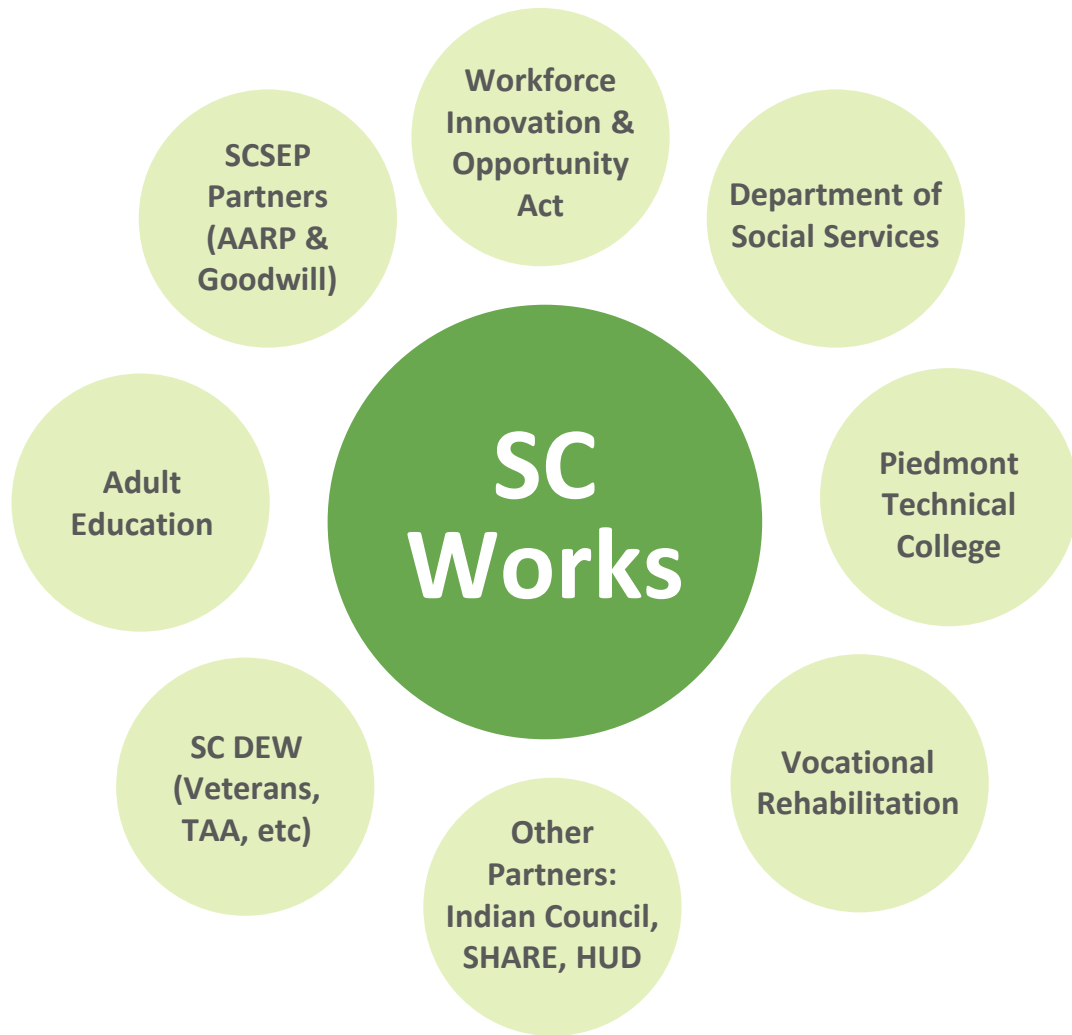 Workforce
Innovation &
Opportunity
Act
SCSEP
Partners
(AARP &
Goodwill)
Department of
Social Services
SC
Works
Adult
Education
Piedmont
Technical
College
SC DEW
(Veterans,
TAA, etc)
Vocational
Rehabilitation
Other
Partners:
Indian Council,
SHARE, HUD